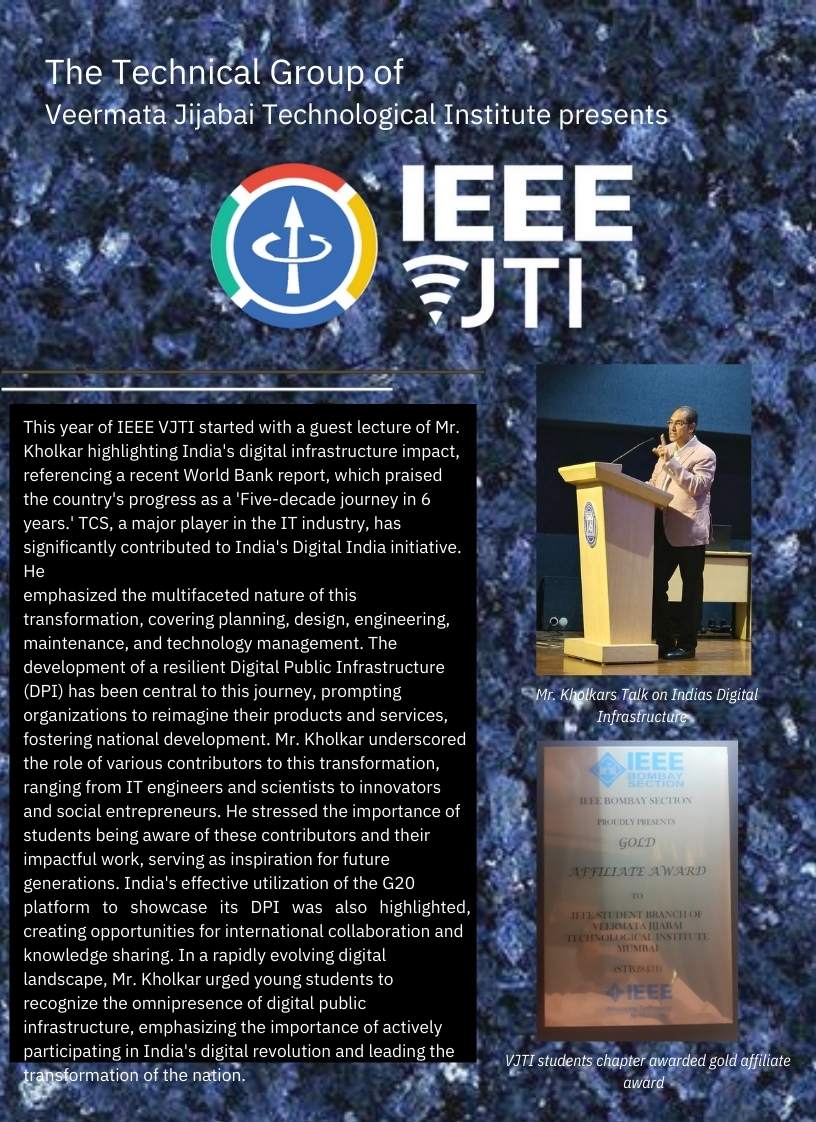 The Technical Group of
Veermata Jijabai Technological Institute presents
IEEE
VJTI
This year of IEEE VJTI started with a guest lecture of Mr.
Kholkar highlighting India's digital infrastructure impact,
referencing a recent World Bank report, which praised
the country's progress as a 'Five-decade journey in 6
years.' TCS, a major player in the IT industry, has
significantly contributed to India's Digital India initiative.
He
emphasized the multifaceted nature of this
transformation, covering planning, design, engineering,
maintenance, and technology management. The
development of a resilient Digital Public Infrastructure
(DPI) has been central to this journey, prompting
organizations to reimagine their products and services,
fostering national development. Mr. Kholkar underscored
the role of various contributors to this transformation,
ranging from IT engineers and scientists to innovators
and social entrepreneurs. He stressed the importance of
students being aware of these contributors and their
impactful work, serving as inspiration for future
generations. India's effective utilization of the G20
platform to showcase its DPI was also highlighted,
creating opportunities for international collaboration and
knowledge sharing. In a rapidly evolving digital
landscape, Mr. Kholkar urged young students to
recognize the omnipresence of digital public
infrastructure, emphasizing the importance of actively
participating in India's digital revolution and leading the
transformation of the nation.
Mr. Kholkars Talk on Indias Digital
Infrastructure
IEEE
BOMBAY
SECTION
IEEE BOMBAY SECTION
PROUDLY PRESENTS
GOLD
AFFILIATE AWARD
TO
IEEE STUDENT BRANCH OF
VEERMATA JIJABAI
TECHNOLOGICAL INSTITUTE
MUMBAI
IEEE
VJTI students chapter awarded gold affiliate
award